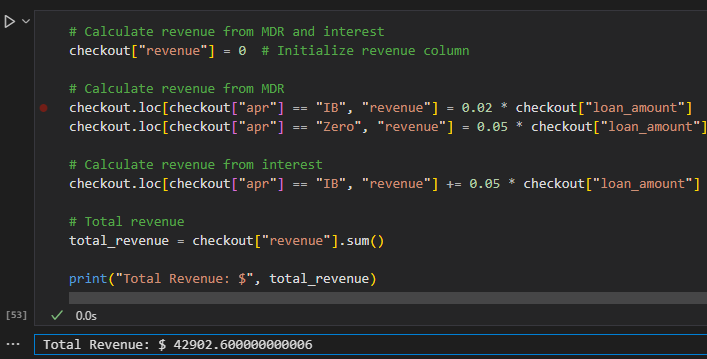 # Calculate revenue from MDR and interest
checkout["revenue"] = 0  # Initialize revenue column
# Calculate revenue from MDR
checkout.loc[checkout["apr"] == "IB", "revenue"] = 0.02 * checkout["loan_amount"]
checkout.loc[checkout["apr"] == "Zero", "revenue"] = 0.05 * checkout["loan_amount"]
# Calculate revenue from interest
checkout.loc[checkout["apr"] == "IB", "revenue"] += 0.05 * checkout["loan_amount"]
# Total revenue
total_revenue = checkout["revenue"].sum()
print("Total Revenue: $", total_revenue)
[53]
0.0s
Total Revenue: $ 42902.600000000006